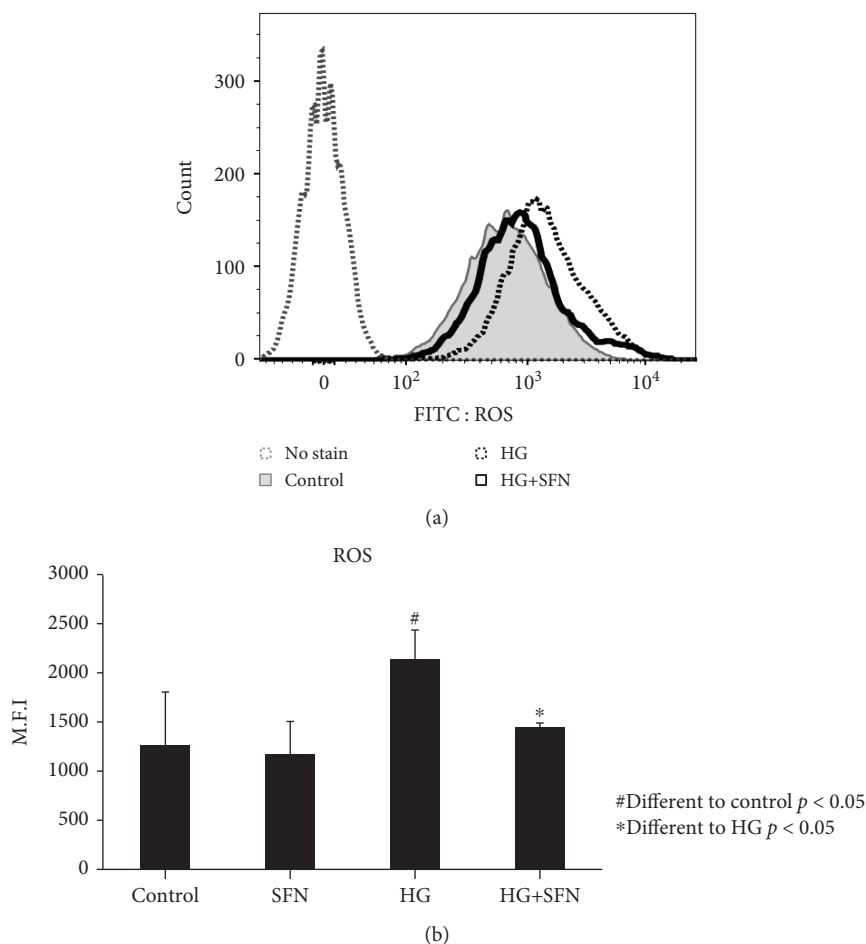 300
200
100
0
Count
0
10²
10³
10⁴
FITC : ROS
No stain
HG
Control
HG+SFN
(a)
ROS
3000
2500
2000
1500
1000
500
0
M.F.I
#
*
Control
SFN
HG
HG+SFN
#Different to control p < 0.05
*Different to HG p < 0.05
(b)